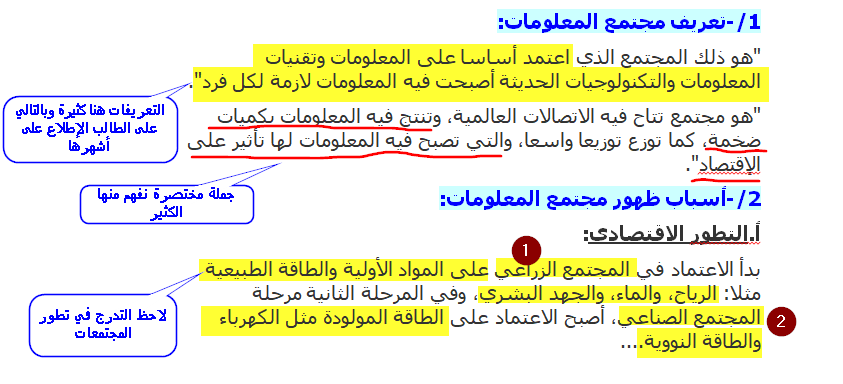 1/-تعريف مجتمع المعلومات:
"هو ذلك المجتمع الذي اعتمد أساسا على المعلومات وتقنيات
المعلومات والتكنولوجيات الحديثة أصبحت فيه المعلومات لازمة لكل فرد".
التعريفات هنا كثيرة وبالتالي
على الطالب الإطلاع على
أشهرها
"هو مجتمع تتاح فيه الاتصالات العالمية، وتنتج فيه المعلومات بكميات
ضخمة، كما توزع توزيعا واسعا، والتي تصبح فيه المعلومات لها تأثير على
الإقتصاد".
جملة مختصرة نفهم منها
الكثير
2/-أسباب ظهور مجتمع المعلومات:
أ.التطور الاقتصادي:
1
بدأ الاعتماد في المجتمع الزراعي على المواد الأولية والطاقة الطبيعية
مثلا: الرياح، والماء، والجهد البشري، وفي المرحلة الثانية مرحلة
المجتمع الصناعي، أصبح الاعتماد على الطاقة المولودة مثل الكهرباء
2
والطاقة النووية....
لاحظ التدرج في تطور
المجتمعات